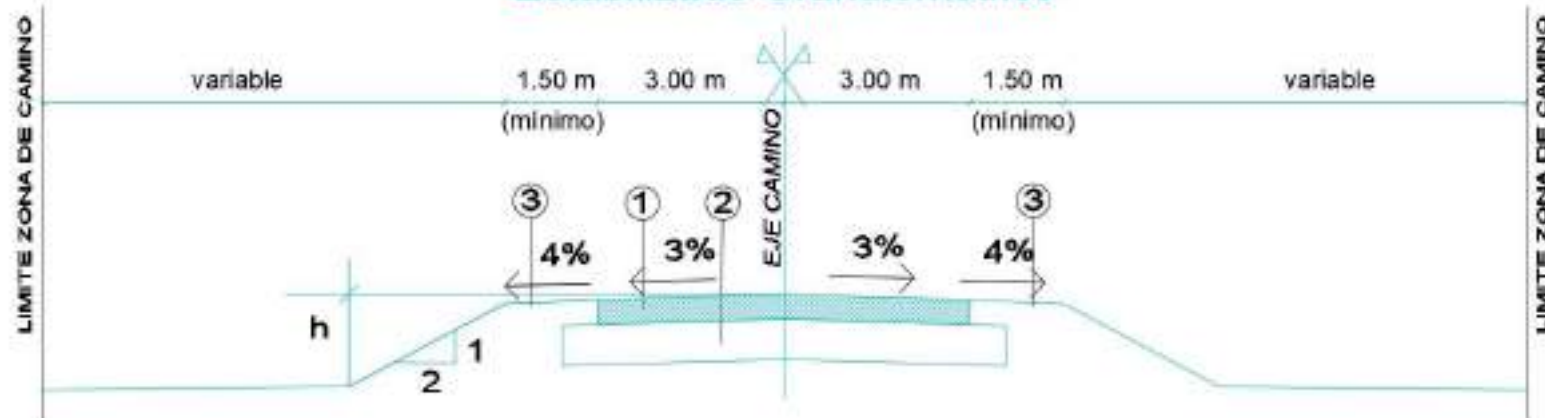 LIMITE ZONA DE CAMINO
variable
1.50 m
3.00 m
3.00 m
1.50 m
variable
(mínimo)
(mínimo)
EJE CAMINO
LIMITE ZONA DE CAMINO
3
1
2
3
4%
3%
3%
4%
h
1
2